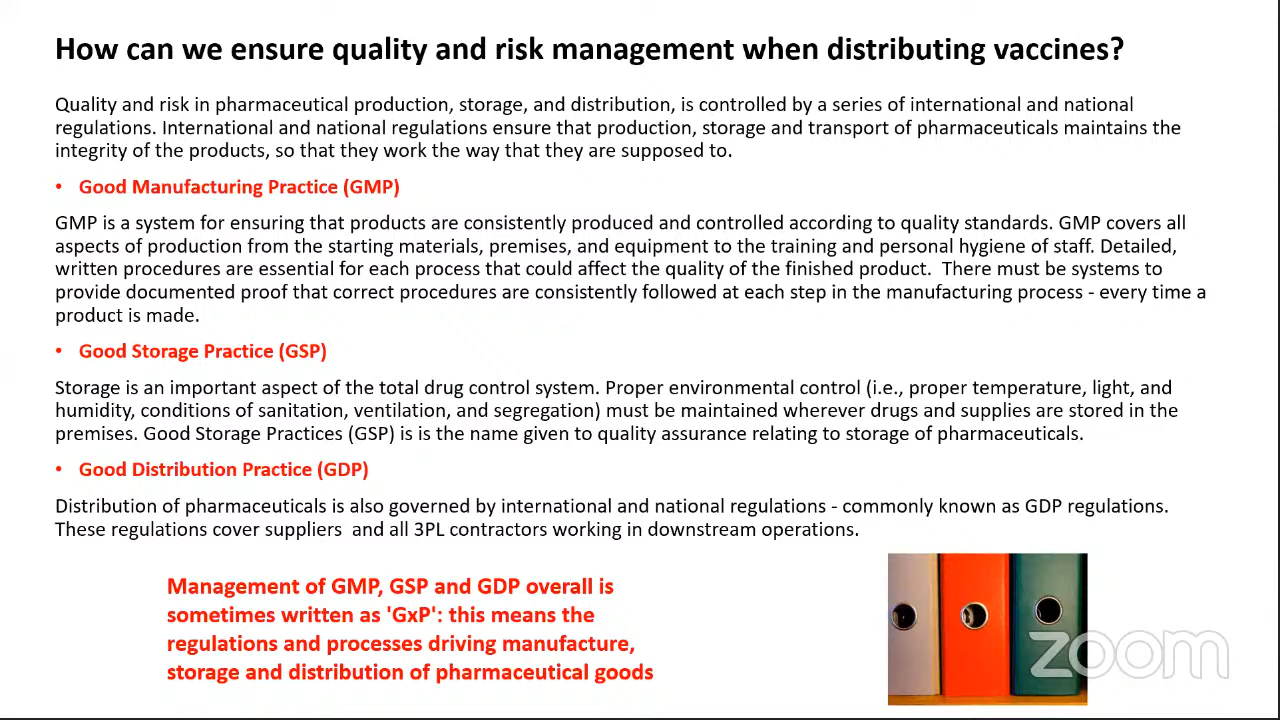 How can we ensure quality and risk management when distributing vaccines?
Quality and risk in pharmaceutical production, storage, and distribution, is controlled by a series of international and national
regulations. International and national regulations ensure that production, storage and transport of pharmaceuticals maintains the
integrity of the products, so that they work the way that they are supposed to.
• Good Manufacturing Practice (GMP)
GMP is a system for ensuring that products are consistently produced and controlled according to quality standards. GMP covers all
aspects of production from the starting materials, premises, and equipment to the training and personal hygiene of staff. Detailed,
written procedures are essential for each process that could affect the quality of the finished product.  There must be systems to
provide documented proof that correct procedures are consistently followed at each step in the manufacturing process - every time a
product is made.
• Good Storage Practice (GSP)
Storage is an important aspect of the total drug control system. Proper environmental control (i.e., proper temperature, light, and
humidity, conditions of sanitation, ventilation, and segregation) must be maintained wherever drugs and supplies are stored in the
premises. Good Storage Practices (GSP) is is the name given to quality assurance relating to storage of pharmaceuticals.
• Good Distribution Practice (GDP)
Distribution of pharmaceuticals is also governed by international and national regulations - commonly known as GDP regulations.
These regulations cover suppliers  and all 3PL contractors working in downstream operations.
Management of GMP, GSP and GDP overall is
sometimes written as 'GxP': this means the
regulations and processes driving manufacture,
storage and distribution of pharmaceutical goods
zoom